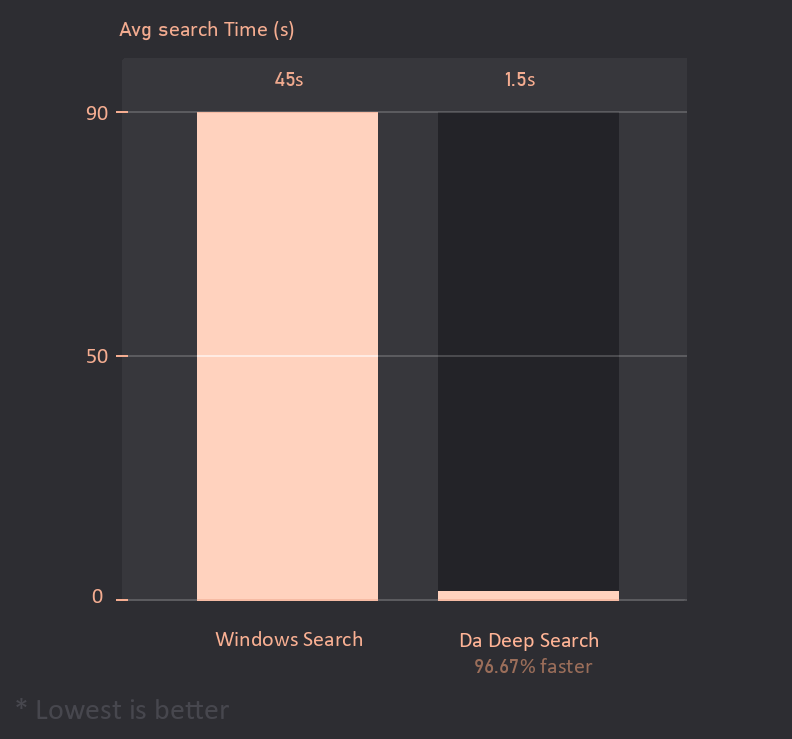 Avg search Time (s)
45s 1.5s
90
50
0
Windows Search Da Deep Search
96.67% faster
* Lowest is better